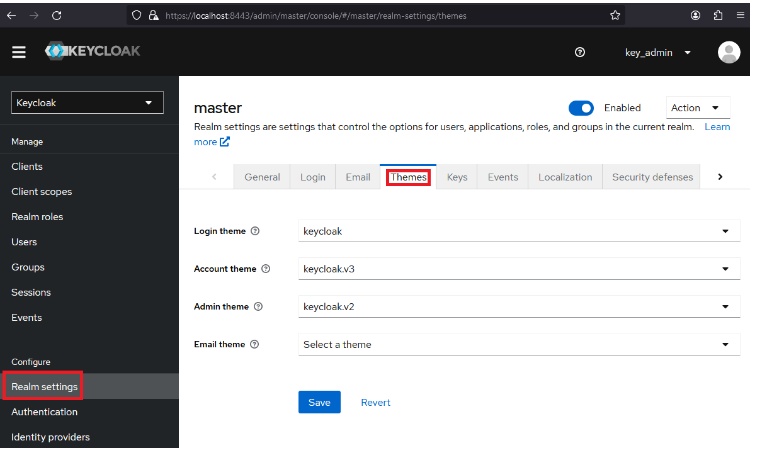 https://localhost:8443/admin/master/console/#/master/realm-settings/themes
KEYCLOAK
key_admin
Keycloak
Manage
Clients
Client scopes
Realm roles
Users
Groups
Sessions
Events
Configure
Realm settings
Authentication
Identity providers
master
Enabled
Action
Realm settings are settings that control the options for users, applications, roles, and groups in the current realm. Learn
more
General Login Email Themes Keys Events Localization Security defenses
Login theme keycloak
Account theme keycloak.v3
Admin theme keycloak.v2
Email theme Select a theme
Save Revert